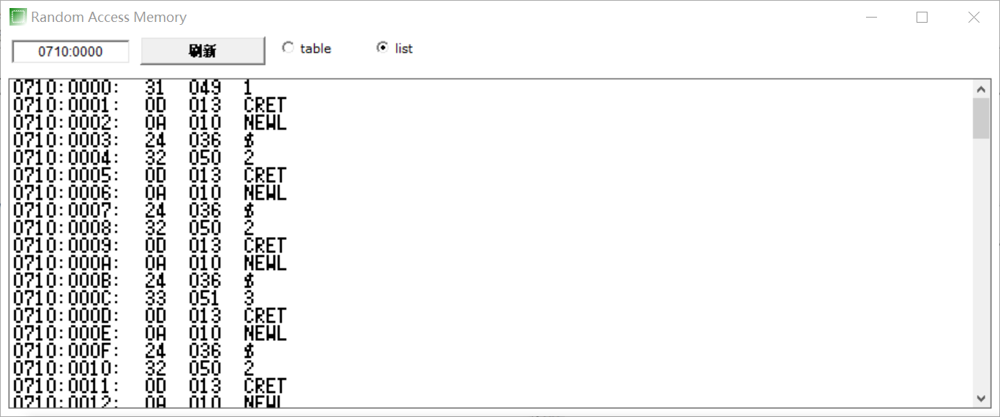 Random Access Memory
0710:0000 刷新 table list
0710:0000: 31 049 1
0710:0001: 0D 013 CRET
0710:0002: 0A 010 NEWL
0710:0003: 24 036 $
0710:0004: 32 050 2
0710:0005: 0D 013 CRET
0710:0006: 0A 010 NEWL
0710:0007: 24 036 $
0710:0008: 32 050 2
0710:0009: 0D 013 CRET
0710:000A: 0A 010 NEWL
0710:000B: 24 036 $
0710:000C: 33 051 3
0710:000D: 0D 013 CRET
0710:000E: 0A 010 NEWL
0710:000F: 24 036 $
0710:0010: 32 050 2
0710:0011: 0D 013 CRET
0710:0012: 0A 010 NEWL